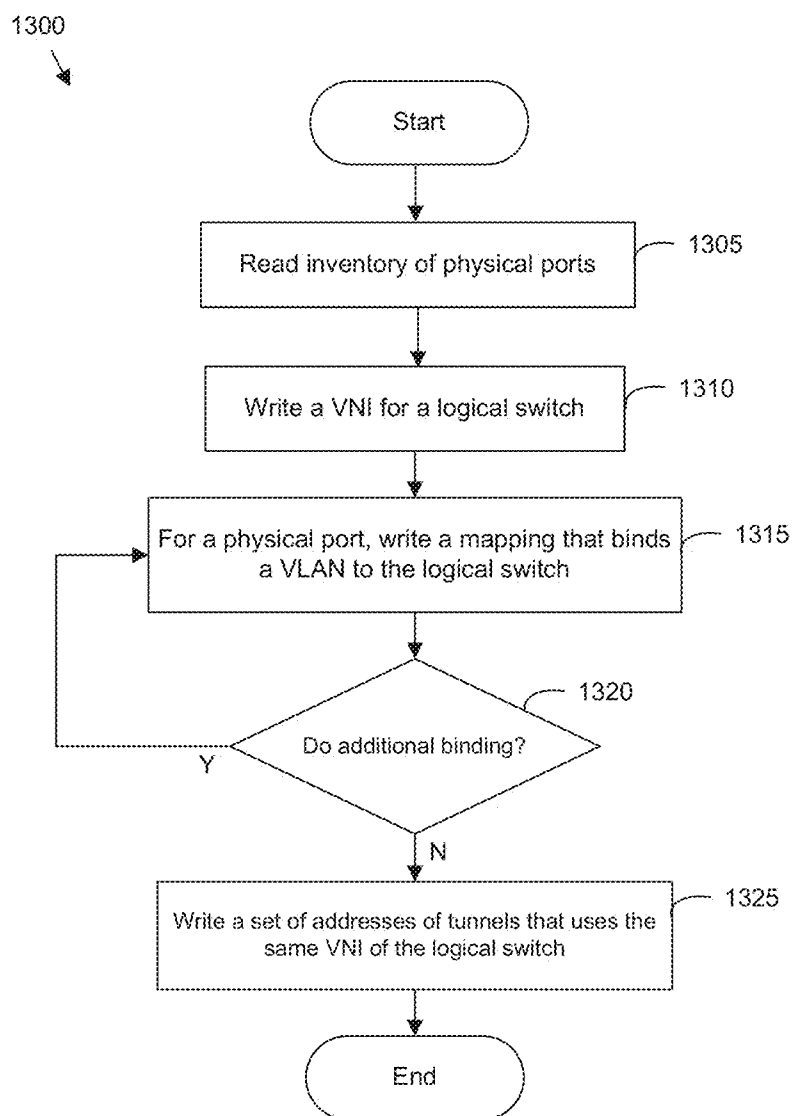 1300
Start
Read inventory of physical ports
1305
Write a VNI for a logical switch
1310
For a physical port, write a mapping that binds
a VLAN to the logical switch
1315
1320
Do additional binding?
Y
N
Write a set of addresses of tunnels that uses the
same VNI of the logical switch
1325
End